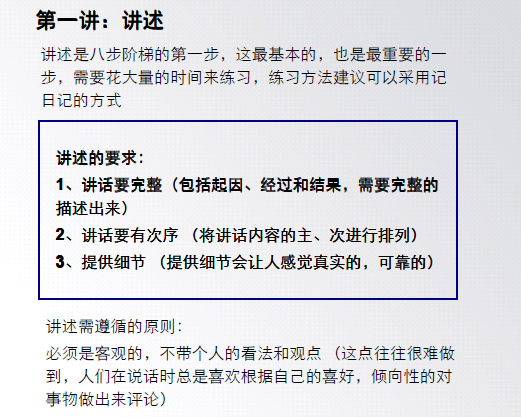 第一讲：讲述
讲述是八步阶梯的第一步，这最基本的，也是最重要的一
步，需要花大量的时间来练习，练习方法建议可以采用记
日记的方式
讲述的要求：
1、讲话要完整（包括起因、经过和结果，需要完整的
描述出来）
2、讲话要有次序 （将讲话内容的主、次进行排列）
3、提供细节 （提供细节会让人感觉真实的，可靠的）
讲述需遵循的原则：
必须是客观的，不带个人的看法和观点 （这点往往很难做
到，人们在说话时总是喜欢根据自己的喜好，倾向性的对
事物做出来评论）